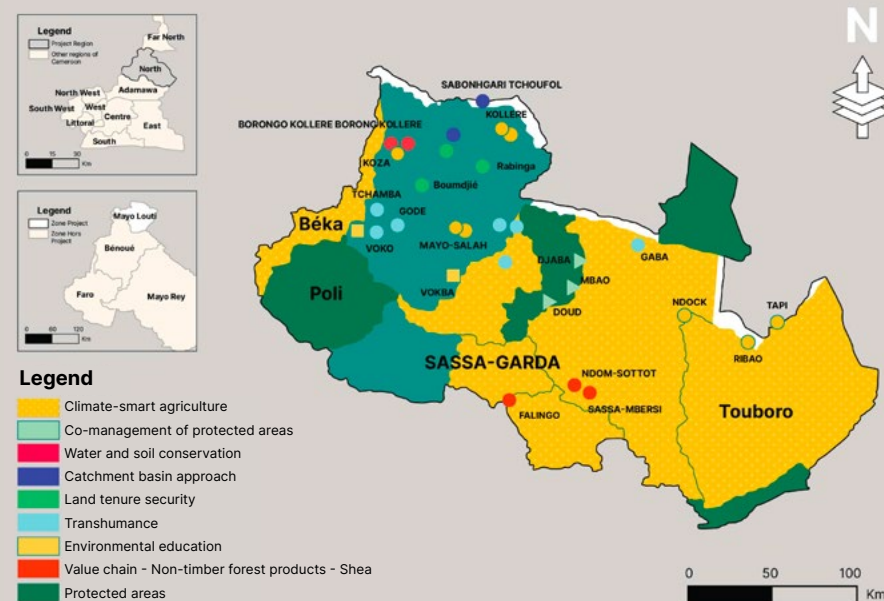 Legend
Project Region
Other regions of
Cameroon
Far North
North
Adamawa
North West
South West
West
Centre
Littoral
East
South
0 15 30
Km
Legend
Zone Project
Zone Hors
Project
Mayo Louti
Bénoué
Faro
Mayo Rey
0 60 120
Km
N
SABONHGARI TCHOUFOL
KOLLERE
BORONGO KOLLERE BORONG KOLLERE
KOZA
Rabinga
Boumdjié
TCHAMBA
GODE
Béka
VOKO
MAYO-SALAH
GABA
DJABA
MBAO
VOKBA
Poli
DOUD
NDOCK
TAPI
RIBAO
SASSA-GARDA
NDOM-SOTTOT
SASSA-MBERSI
FALINGO
Touboro
Legend
Climate-smart agriculture
Co-management of protected areas
Water and soil conservation
Catchment basin approach
Land tenure security
Transhumance
Environmental education
Value chain - Non-timber forest products - Shea
Protected areas
0 50 100
Km